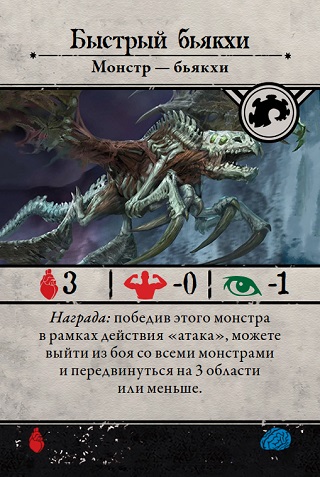 Быстрый бьякхи
Монстр — бьякхи
3 -0 -1
Награда: победив этого монстра
в рамках действия «атака», можете
выйти из боя со всеми монстрами
и передвинуться на 3 области
или меньше.